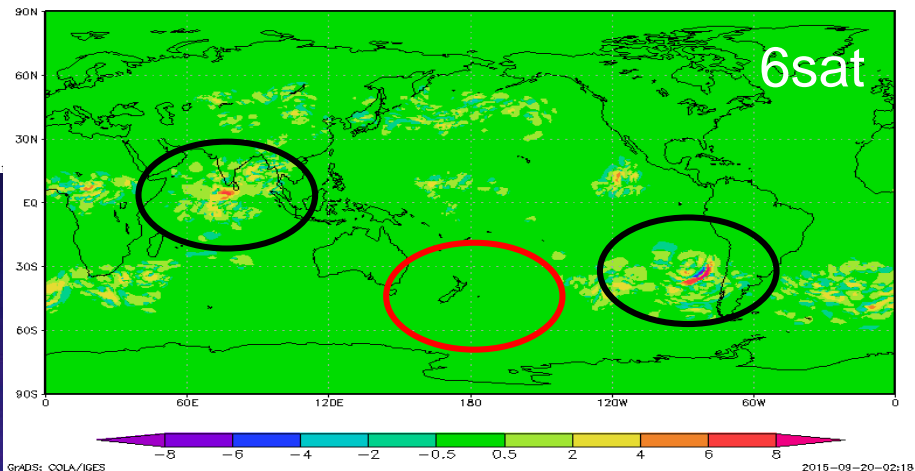 90N
6sat
60N
30N
EQ
30S
60S
90S
0 60E 120E 180 120W 60W 0
-8 -6 -4 -2 -0.5 0.5 2 4 6 8
GrADS: COLA/IGES 2015-09-20-02:18